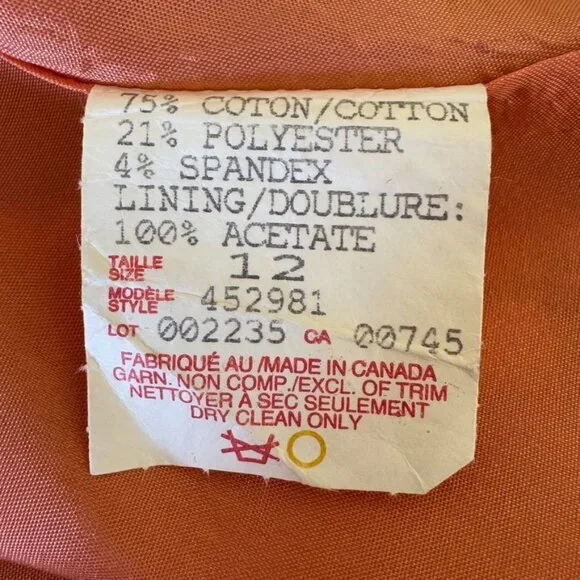 75% COTON/COTTON
21% POLYESTER
4% SPANDEX
LINING/DOUBLURE:
100% ACETATE
TAILLE
SIZE 12
MODÈLE
STYLE 452981
LOT 002235 CA 00745
FABRIQUÉ AU/MADE IN CANADA
GARN. NON COMP./EXCL. OF TRIM
NETTOYER À SEC SEULEMENT
DRY CLEAN ONLY